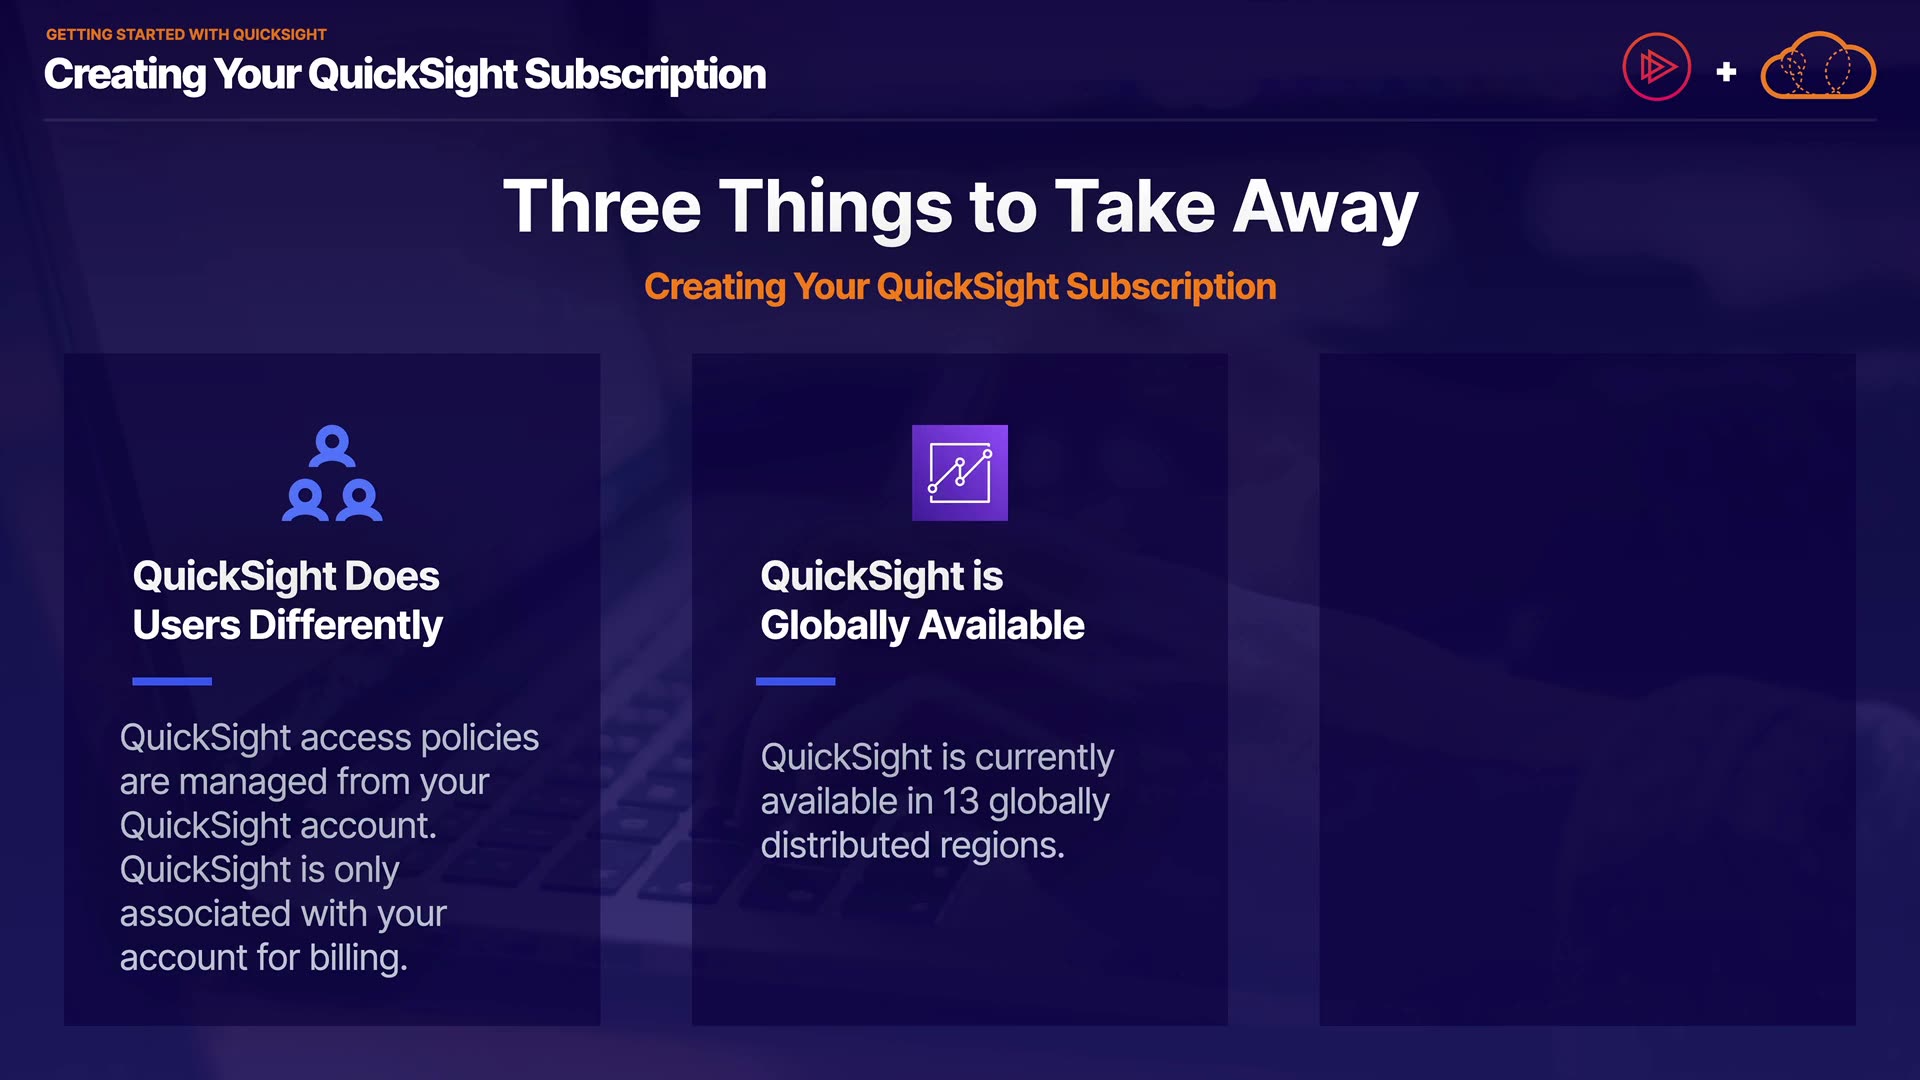 GETTING STARTED WITH QUICKSIGHT
Creating Your QuickSight Subscription
Three Things to Take Away
Creating Your QuickSight Subscription
QuickSight Does
Users Differently
QuickSight access policies
are managed from your
QuickSight account.
QuickSight is only
associated with your
account for billing.
QuickSight is
Globally Available
QuickSight is currently
available in 13 globally
distributed regions.